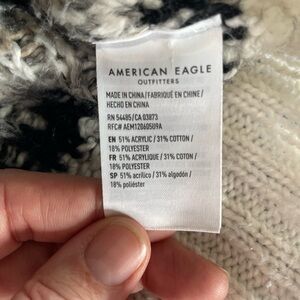 AMERICAN EAGLE
OUTFITTERS
MADE IN CHINA/FABRIQUÉ EN CHINE/
HECHO EN CHINA
RN 54485/CA 03873
RFC# AEM12060509A
EN 51% ACRYLIC / 31% COTTON /
18% POLYESTER
FR 51% ACRYLIQUE / 31% COTON /
18% POLYESTER
SP 51% acrílico / 31% algodón /
18% poliéster